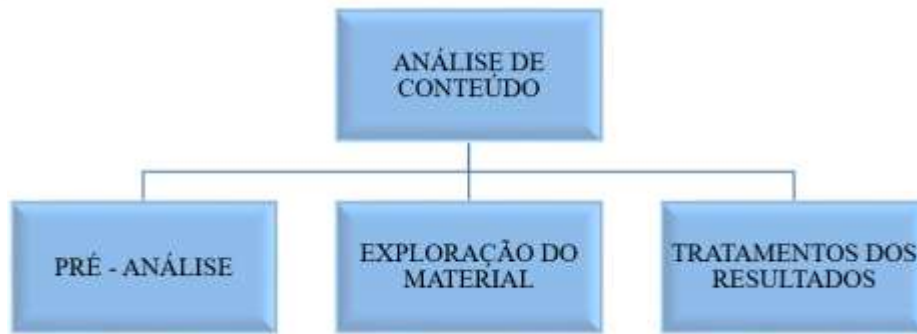 ANÁLISE DE
CONTEÚDO
PRÉ - ANÁLISE
EXPLORAÇÃO DO
MATERIAL
TRATAMENTOS DOS
RESULTADOS